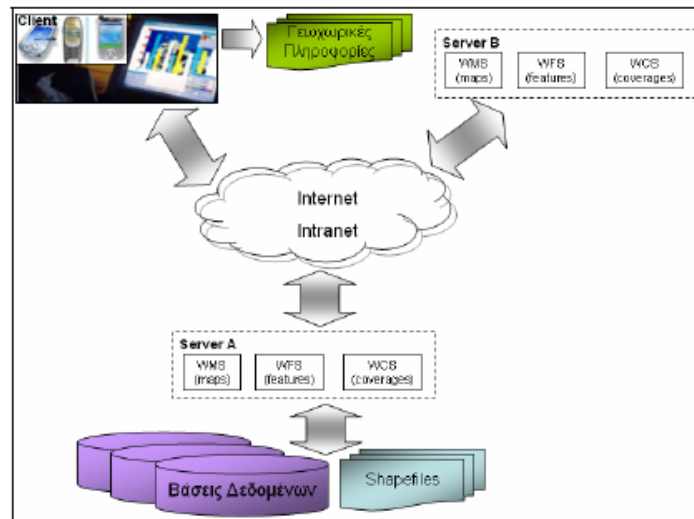 Client
Γεωχωρικές
Πληροφορίες
Server B
WMS
(maps)
WFS
(features)
WCS
(coverages)
Internet
Intranet
Server A
WMS
(maps)
WFS
(features)
WCS
(coverages)
Βάσεις Δεδομένων
Shapefiles